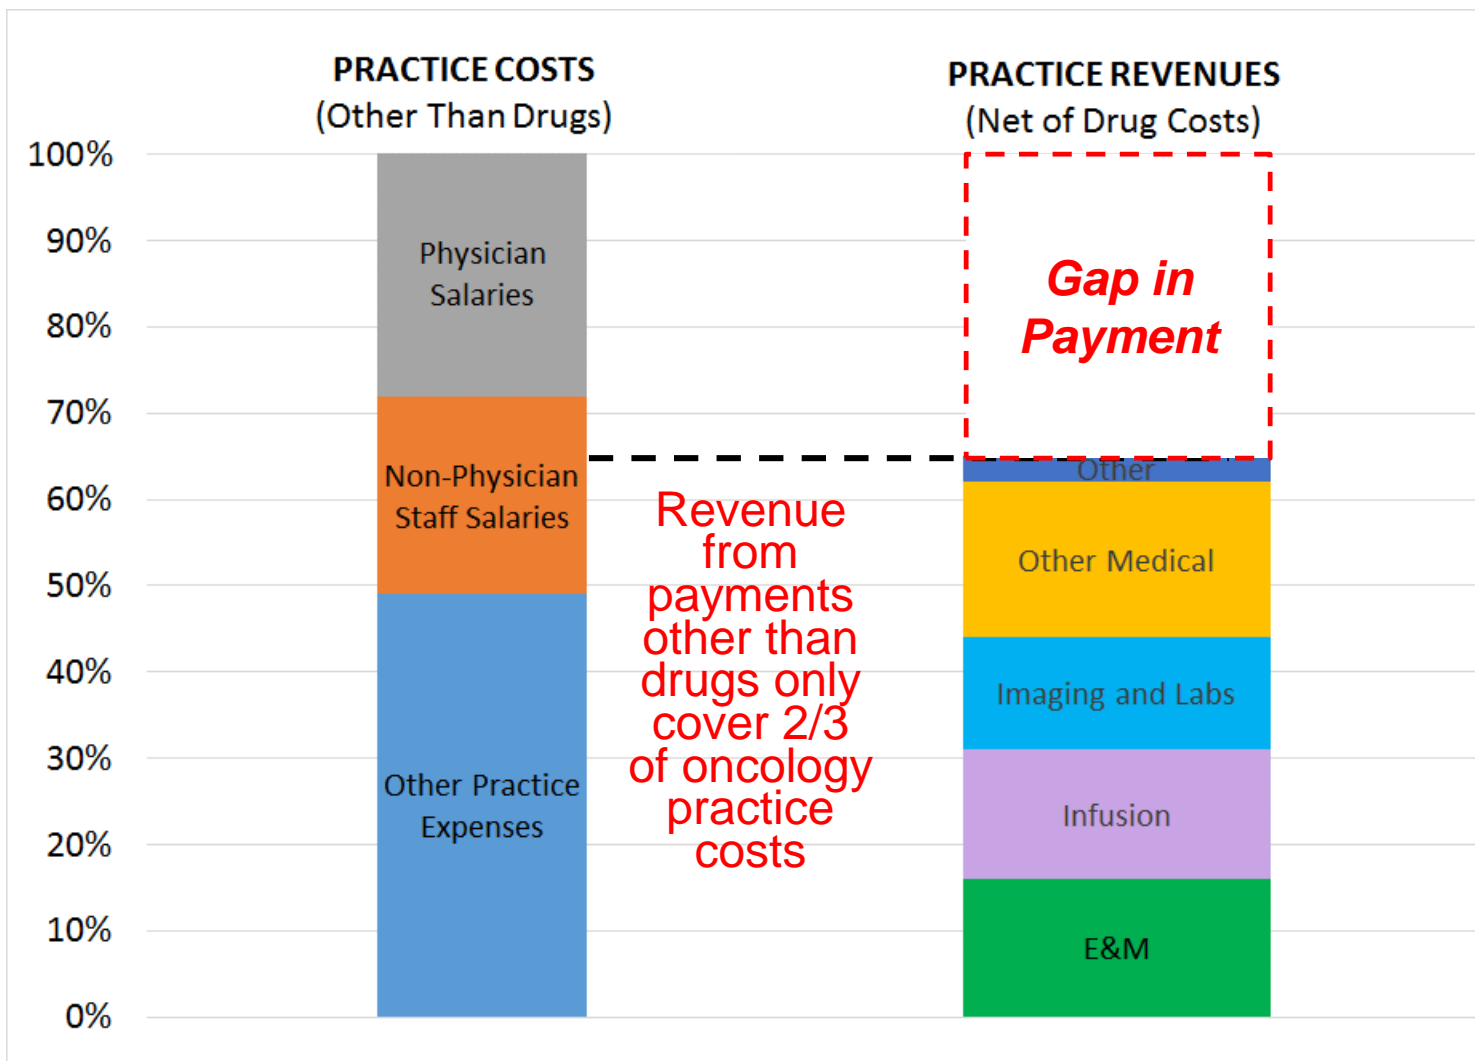 PRACTICE COSTS
(Other Than Drugs)
PRACTICE REVENUES
(Net of Drug Costs)
100%
90%
80%
70%
60%
50%
40%
30%
20%
10%
0%
Physician
Salaries
Non-Physician
Staff Salaries
Other Practice
Expenses
Revenue
from
payments
other than
drugs only
cover 2/3
of oncology
practice
costs
Gap in
Payment
Other
Other Medical
Imaging and Labs
Infusion
E&M